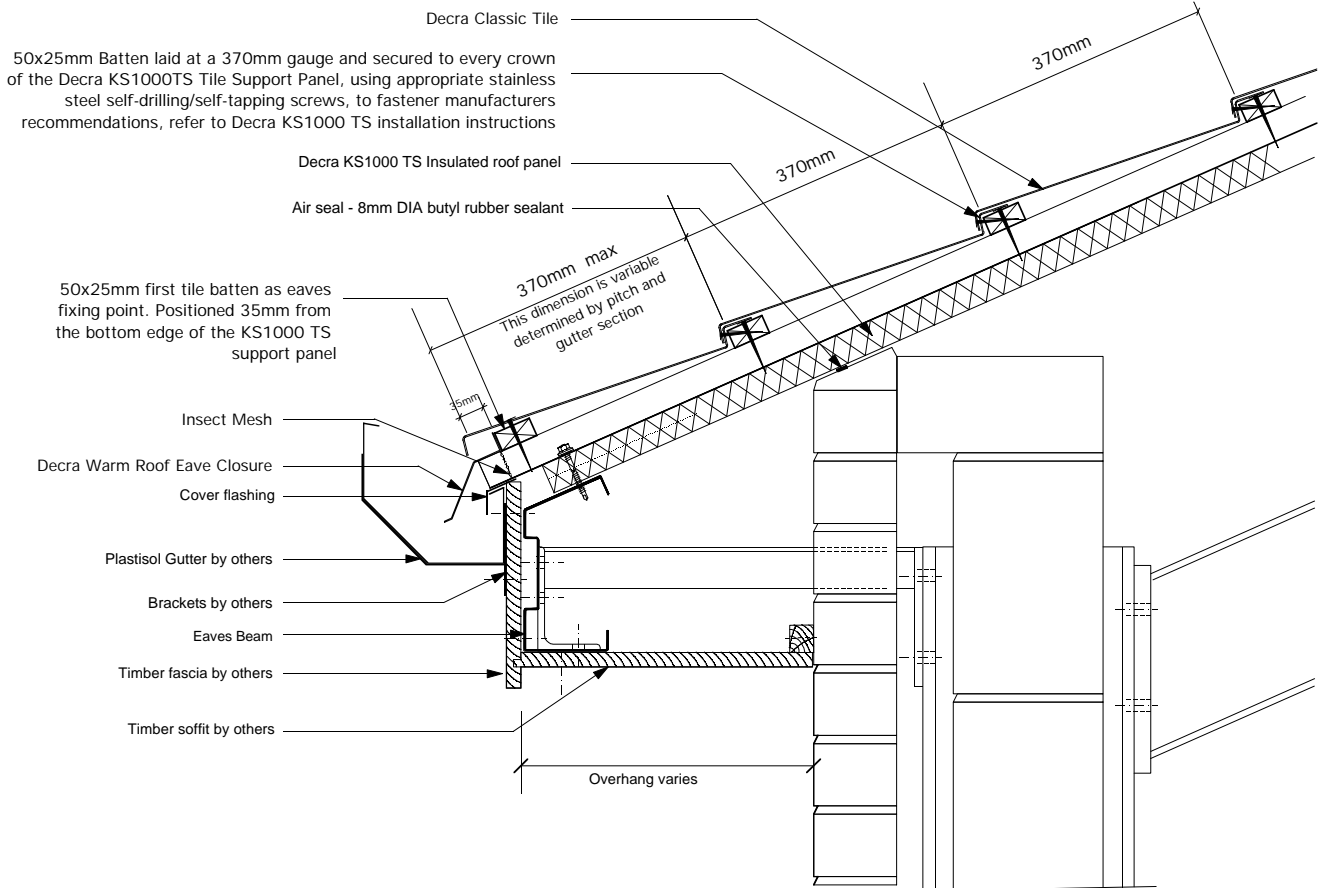 Decra Classic Tile
50x25mm Batten laid at a 370mm gauge and secured to every crown
of the Decra KS1000TS Tile Support Panel, using appropriate stainless
steel self-drilling/self-tapping screws, to fastener manufacturers
recommendations, refer to Decra KS1000 TS installation instructions
370mm
Decra KS1000 TS Insulated roof panel
370mm
Air seal - 8mm DIA butyl rubber sealant
370mm max
This dimension is variable
determined by pitch and
gutter section
50x25mm first tile batten as eaves
fixing point. Positioned 35mm from
the bottom edge of the KS1000 TS
support panel
35mm
Insect Mesh
Decra Warm Roof Eave Closure
Cover flashing
Plastisol Gutter by others
Brackets by others
Eaves Beam
Timber fascia by others
Timber soffit by others
Overhang varies